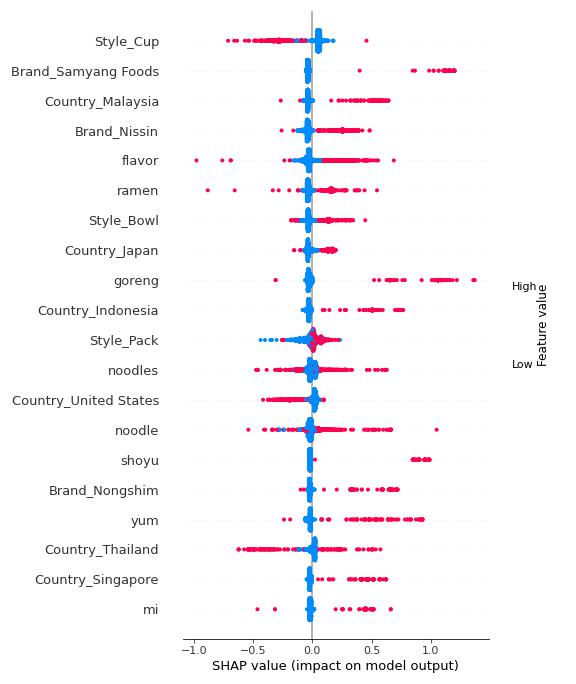 Style_Cup
Brand_Samyang Foods
Country_Malaysia
Brand_Nissin
flavor
ramen
Style_Bowl
Country_Japan
goreng
Country_Indonesia
Style_Pack
noodles
Country_United States
noodle
shoyu
Brand_Nongshim
yum
Country_Thailand
Country_Singapore
mi
−1.0 −0.5 0.0 0.5 1.0
SHAP value (impact on model output)
High
Low
Feature value